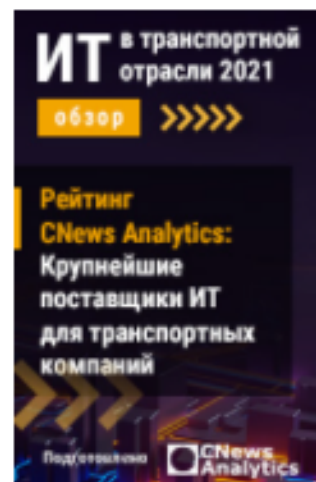 ИТ в транспортной
отрасли 2021
обзор
Рейтинг
CNews Analytics:
Крупнейшие
поставщики ИТ
для транспортных
компаний
Подготовлено
CNews
Analytics